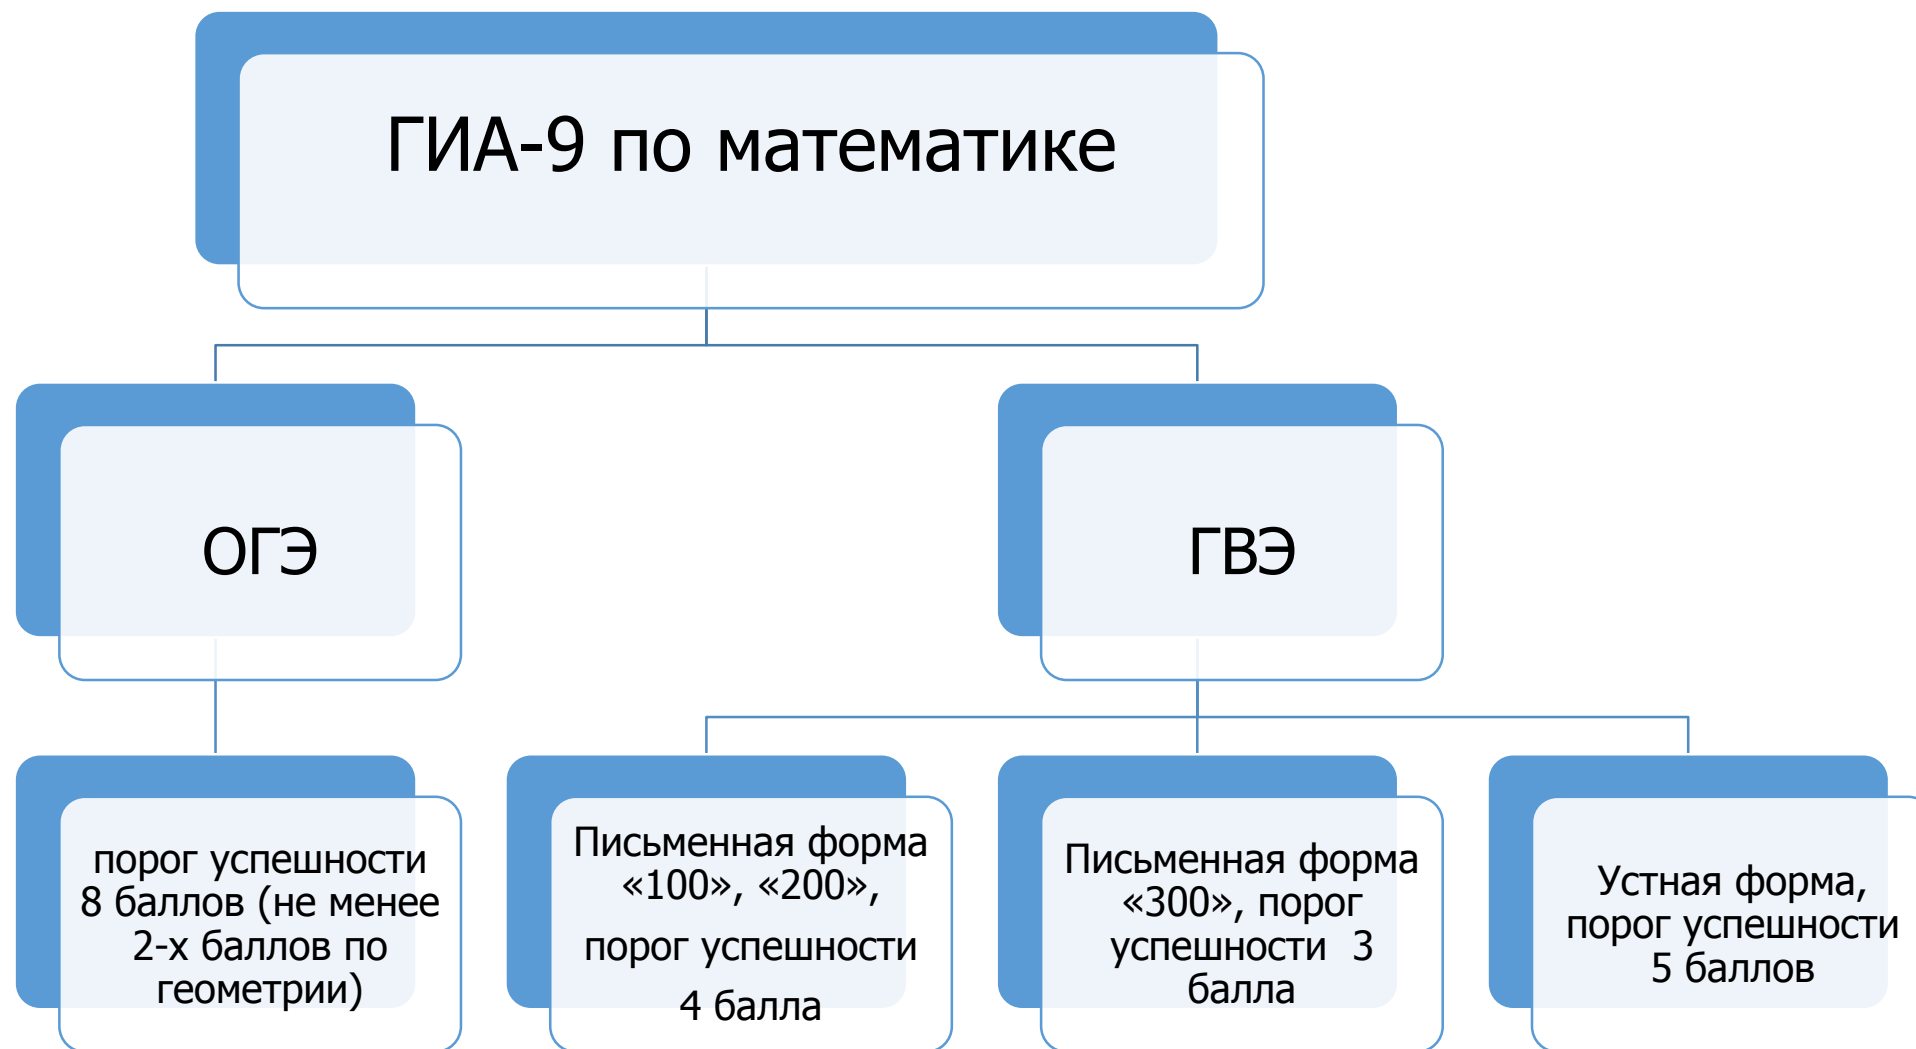 ГИА-9 по математике
ОГЭ
ГВЭ
порог успешности
8 баллов (не менее
2-х баллов по
геометрии)
Письменная форма
«100», «200»,
порог успешности
4 балла
Письменная форма
«300», порог
успешности 3
балла
Устная форма,
порог успешности
5 баллов